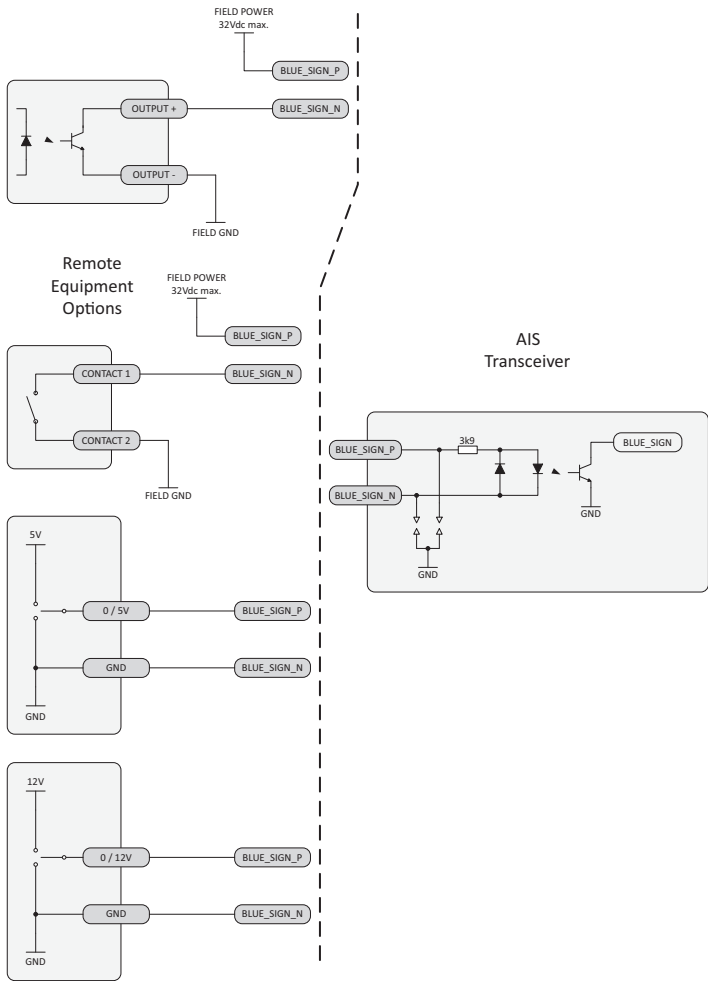 FIELD POWER
32Vdc max.
BLUE_SIGN_P
OUTPUT +
BLUE_SIGN_N
OUTPUT -
FIELD GND
Remote
Equipment
Options
FIELD POWER
32Vdc max.
BLUE_SIGN_P
CONTACT 1
BLUE_SIGN_N
CONTACT 2
FIELD GND
5V
0 / 5V
BLUE_SIGN_P
GND
BLUE_SIGN_N
GND
12V
0 / 12V
BLUE_SIGN_P
GND
BLUE_SIGN_N
GND
AIS
Transceiver
BLUE_SIGN_P
3k9
BLUE_SIGN
BLUE_SIGN_N
GND
GND